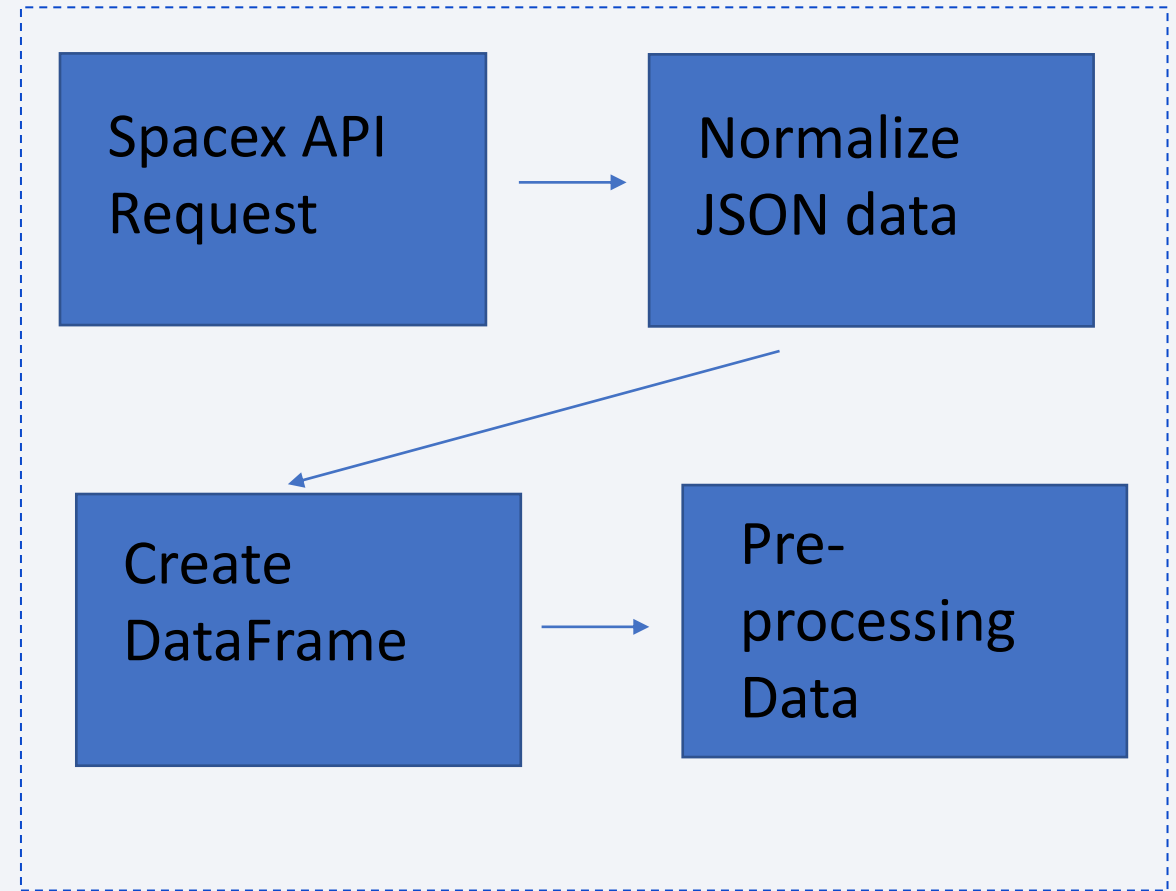 Spacex API
Request
Normalize
JSON data
Create
DataFrame
Pre-
processing
Data